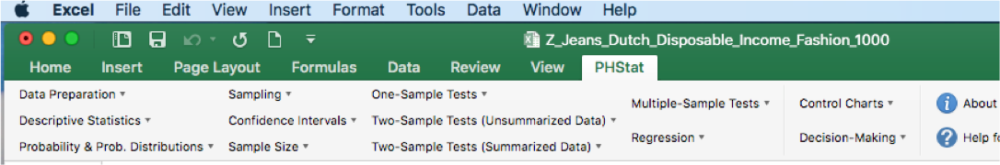 Excel File Edit View Insert Format Tools Data Window Help
Z_Jeans_Dutch_Disposable_Income_Fashion_1000
Home Insert Page Layout Formulas Data Review View PHStat
Data Preparation Sampling One-Sample Tests Multiple-Sample Tests Control Charts About
Descriptive Statistics Confidence Intervals Two-Sample Tests (Unsummarized Data)
Probability & Prob. Distributions Sample Size Two-Sample Tests (Summarized Data) Regression Decision-Making Help fo